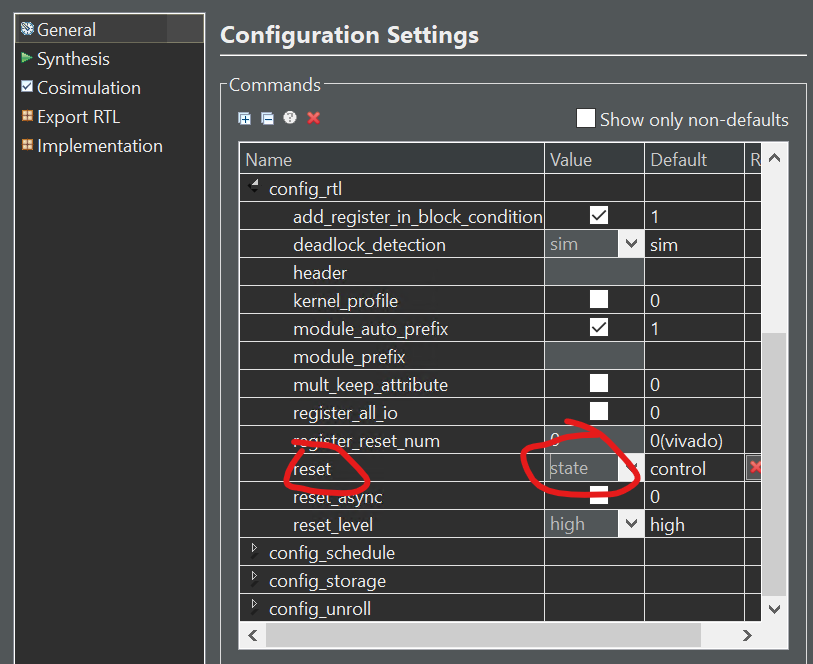 General
Synthesis
Cosimulation
Export RTL
Implementation
Configuration Settings
Commands
Show only non-defaults
Name Value Default R
config_rtl
add_register_in_block_condition 1
deadlock_detection sim sim
header
kernel_profile 0
module_auto_prefix 1
module_prefix
mult_keep_attribute 0
register_all_io 0
register_reset_num 0 0(vivado)
reset state control
reset_async 0
reset_level high high
config_schedule
config_storage
config_unroll